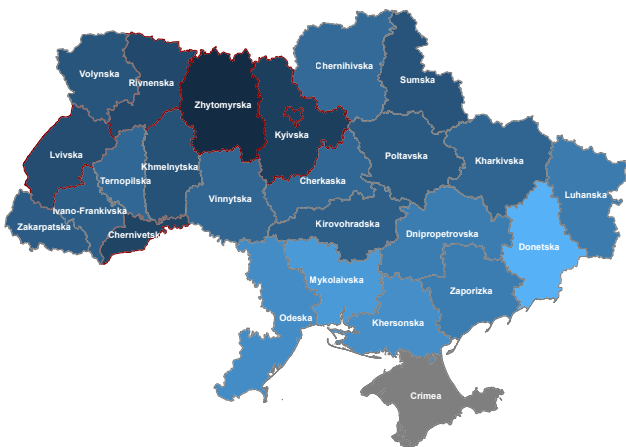 Chernihivska
Volynska
Rivnenska
Sumska
Zhytomyrska
Kyivska
Lvivska
Khmelnytska
Poltavska
Kharkivska
Ternopilska
Cherkaska
Luhanska
Vinnytska
Ivano-Frankivska
Zakarpatska
Chernivetsk
Kirovohradska
Dnipropetrovska
Donetska
Mykolaivska
Zaporizka
Odeska
Khersonska
Crimea